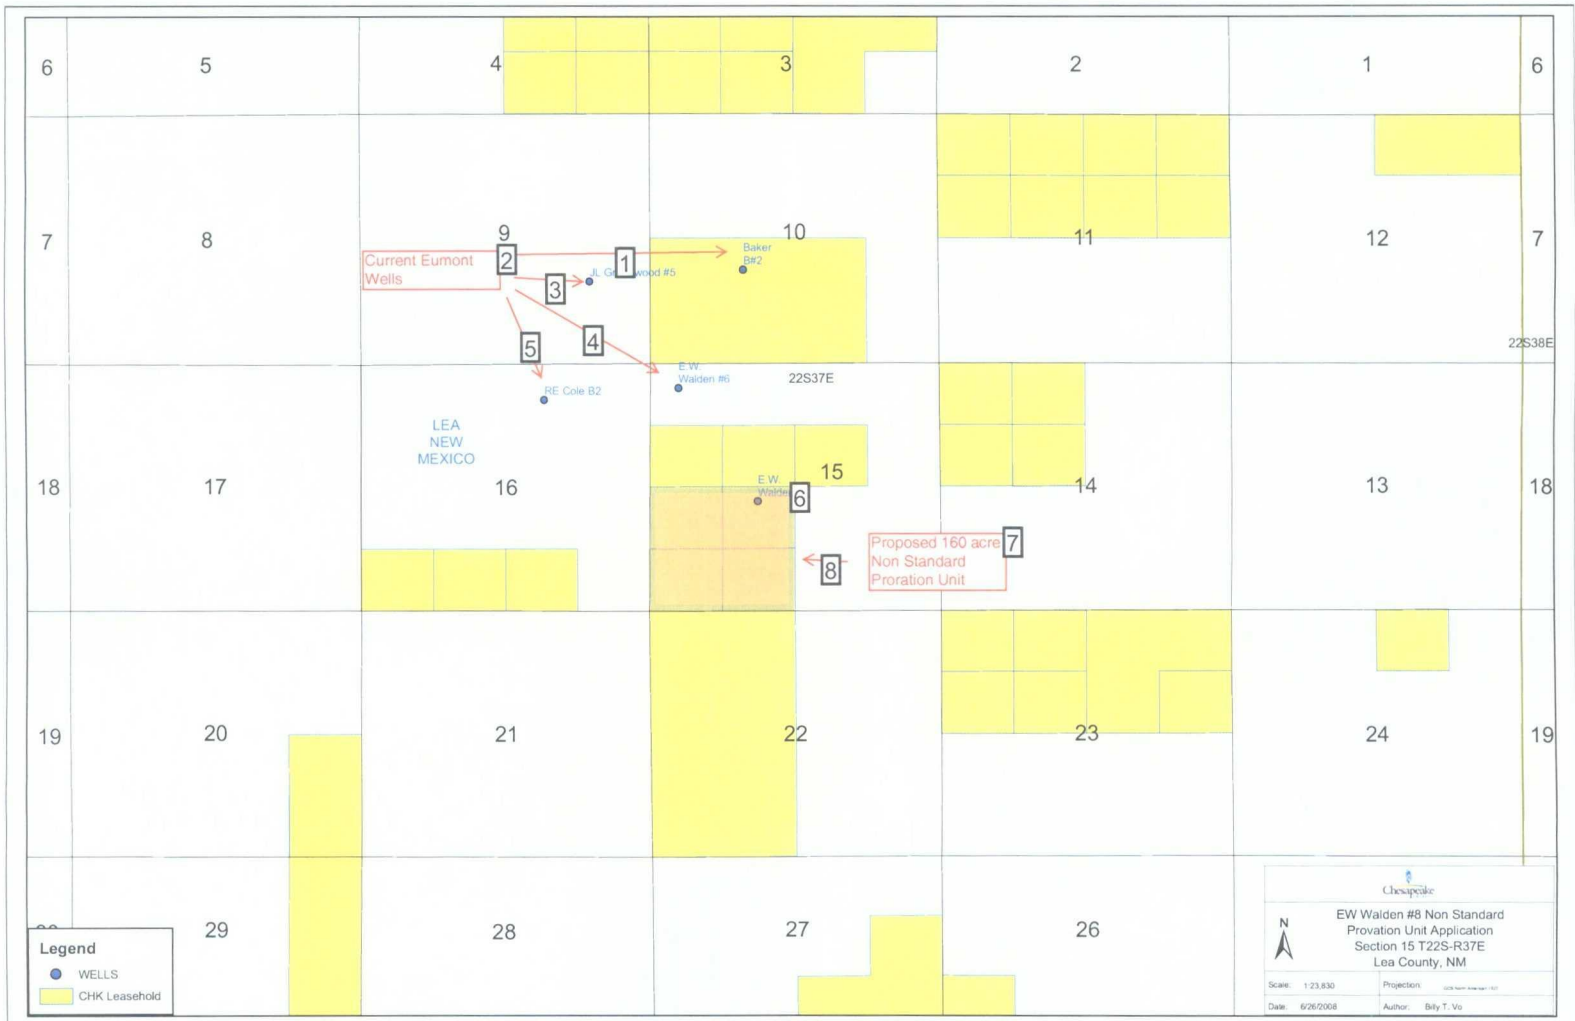 6
5
4
3
2
1
6
7
8
9
10
11
12
7
Current Eumont
Wells
2
1
3
4
5
JL
wood #5
Baker
B#2
22S38E
E.W.
Walden #6
22S37E
RE Cole B2
LEA
NEW
MEXICO
18
17
16
15
14
13
18
E.W.
6
Proposed 160 acre
Non Standard
Proration Unit
7
8
19
20
21
22
23
24
19
29
28
27
26
Legend
WELLS
CHK Leasehold
Chesapeake
N
EW Walden #8 Non Standard
Provation Unit Application
Section 15 T22S-R37E
Lea County, NM
Scale: 1:23,830
Projection:
Date: 6/26/2008
Author: Billy T. Vo